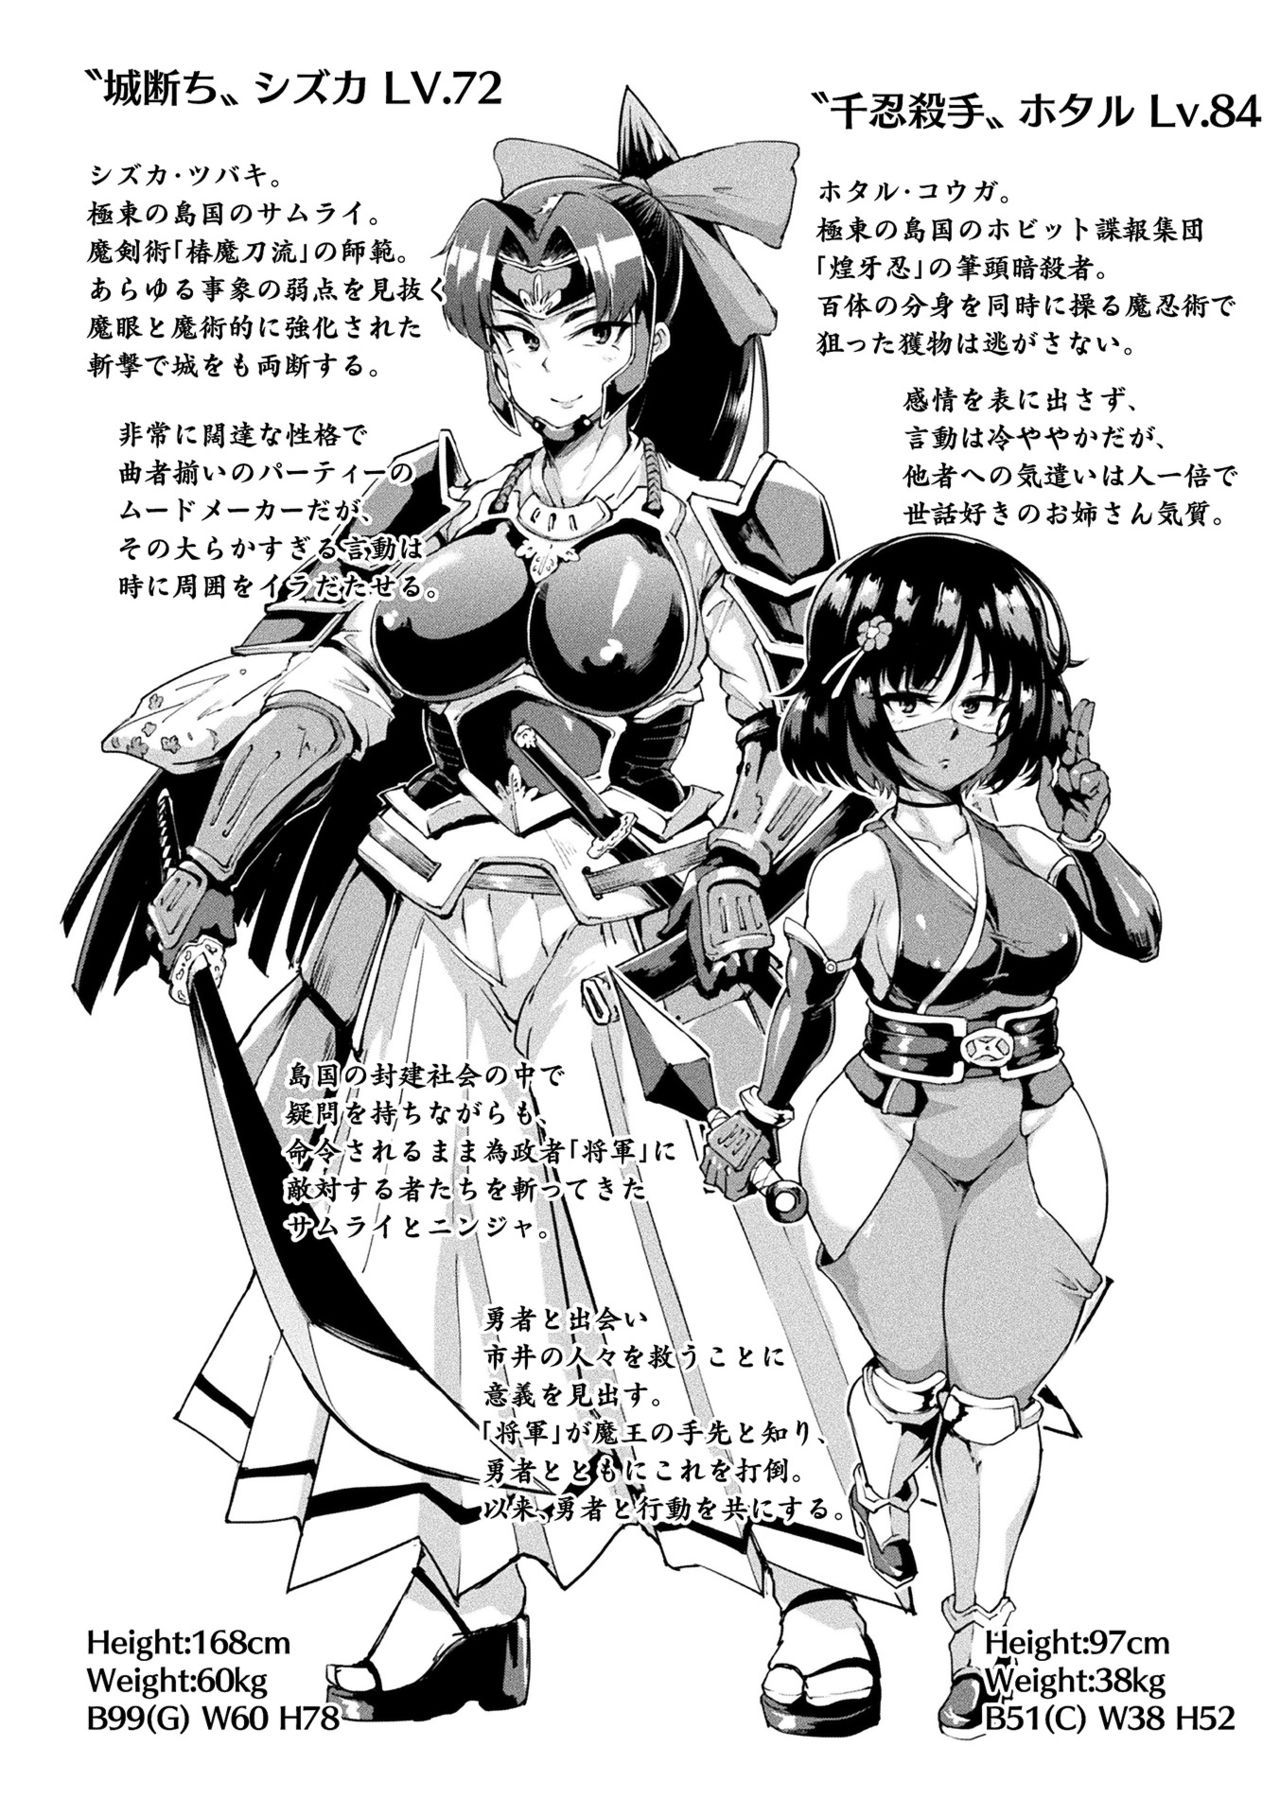 〝城断ち〟シズカ LV.72
シズカ・ツバキ。
極東の島国のサムライ。
魔剣術「椿魔刀流」の師範。
あらゆる事象の弱点を見抜く
魔眼と魔術的に強化された
斬撃で城をも両断する。
非常に闊達な性格で
曲者揃いのパーティーの
ムードメーカーだが、
その大らかすぎる言動は
時に周囲をイラだたせる。
〝千忍殺手〟ホタル Lv.84
ホタル・コウガ。
極東の島国のホビット諜報集団
「煌牙忍」の筆頭暗殺者。
百体の分身を同時に操る魔忍術で
狙った獲物は逃がさない。
感情を表に出さず、
言動は冷ややかだが、
他者への気遣いは人一倍で
世話好きのお姉さん気質。
島国の封建社会の中で
疑問を持ちながらも、
命令されるまま為政者「将軍」に
敵対する者たちを斬ってきた
サムライとニンジャ。
勇者と出会い
市井の人々を救うことに
意義を見出す。
「将軍」が魔王の手先と知り、
勇者とともにこれを打倒。
以来、勇者と行動を共にする。
Height:168cm
Weight:60kg
B99(G) W60 H78
Height:97cm
Weight:38kg
B51(C) W38 H52